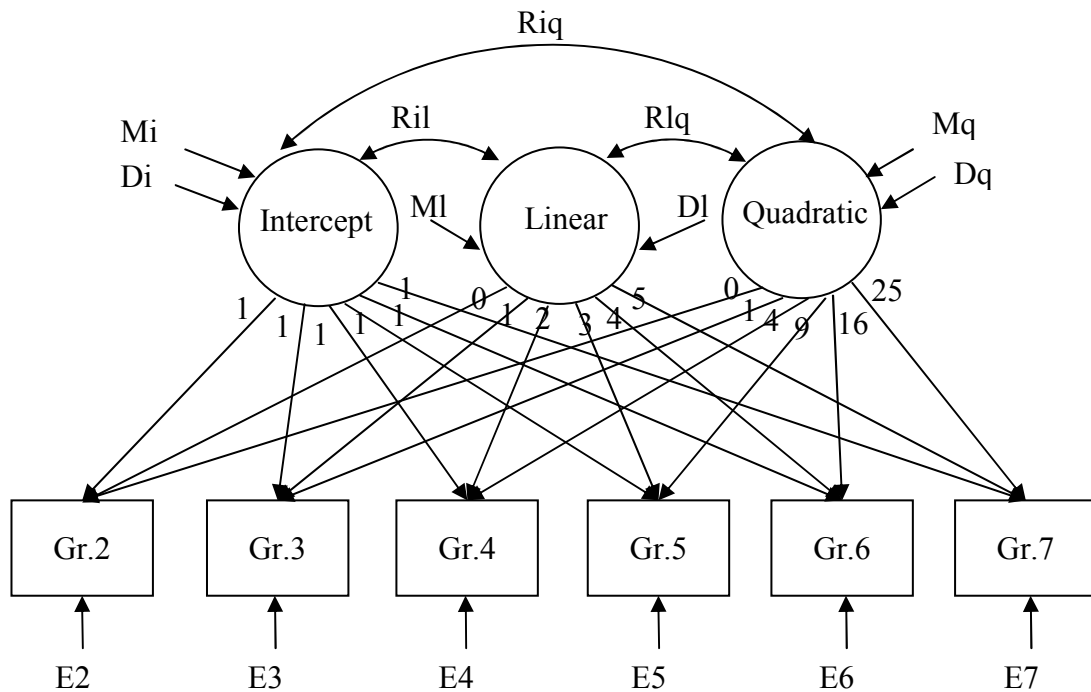 Riq
Mi
Ril
Rlq
Mq
Di
Dq
Intercept
Ml
Linear
Dl
Quadratic
1 1 1 1 1 1
0 1 2 3 4 5
0 1 4 9 16 25
Gr.2 Gr.3 Gr.4 Gr.5 Gr.6 Gr.7
E2 E3 E4 E5 E6 E7